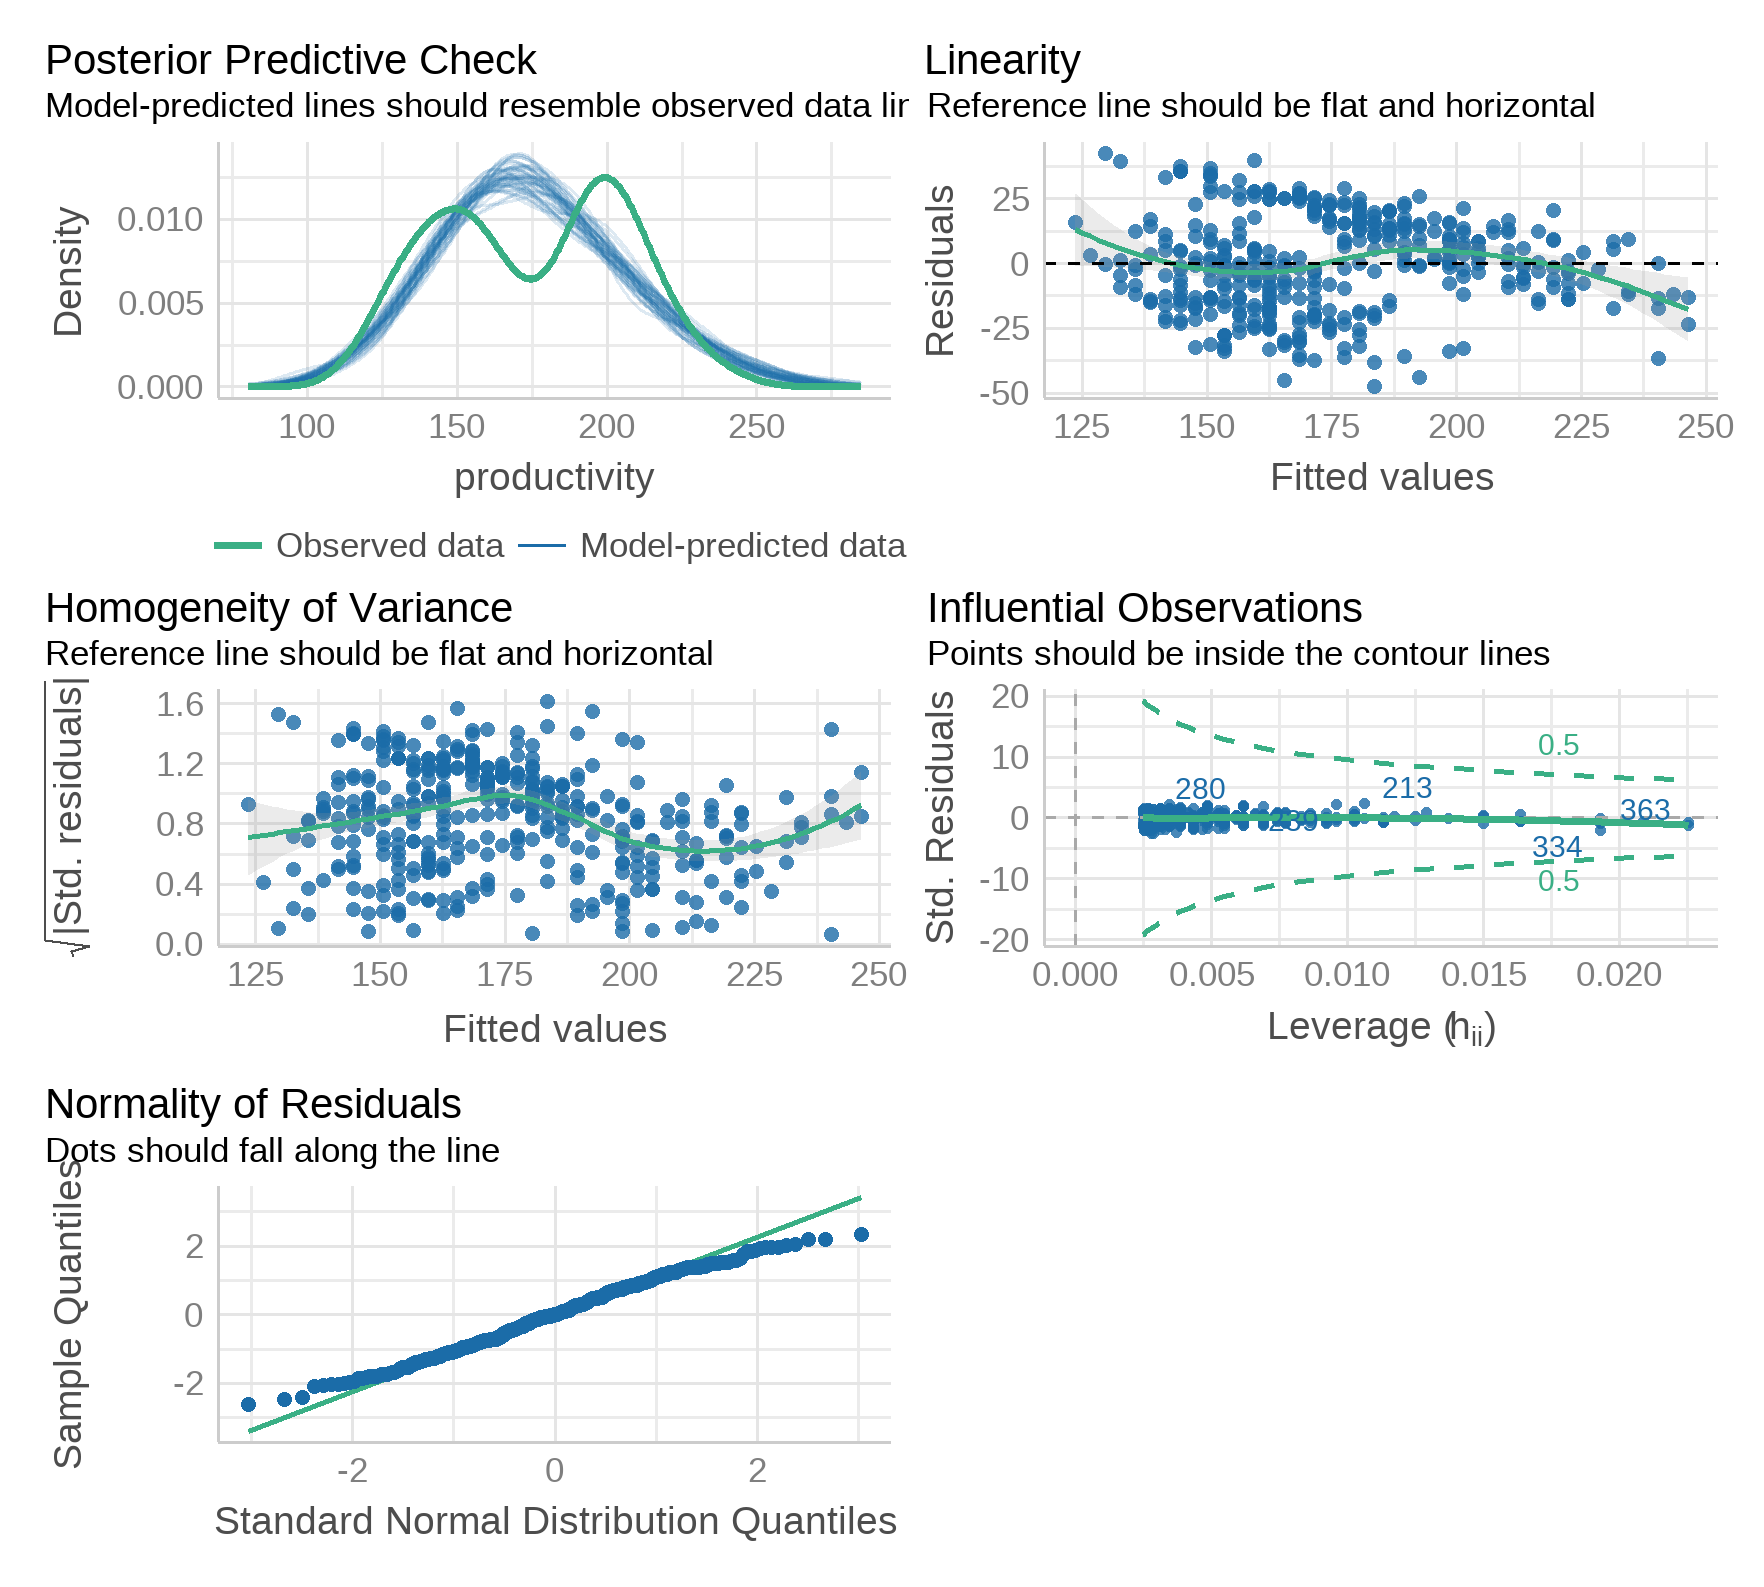 Posterior Predictive Check
Model-predicted lines should resemble observed data lin
Density
0.010
0.005
0.000
100 150 200 250
productivity
Observed data Model-predicted data
Linearity
Reference line should be flat and horizontal
Residuals
25
0
-25
-50
125 150 175 200 225 250
Fitted values
Homogeneity of Variance
Reference line should be flat and horizontal
√|Std. residuals|
1.6
1.2
0.8
0.4
0.0
125 150 175 200 225 250
Fitted values
Influential Observations
Points should be inside the contour lines
Std. Residuals
20
10
0
-10
-20
0.5
280
213
239
363
334
0.5
0.000 0.005 0.010 0.015 0.020
Leverage (hii)
Normality of Residuals
Dots should fall along the line
Sample Quantiles
2
0
-2
-2 0 2
Standard Normal Distribution Quantiles